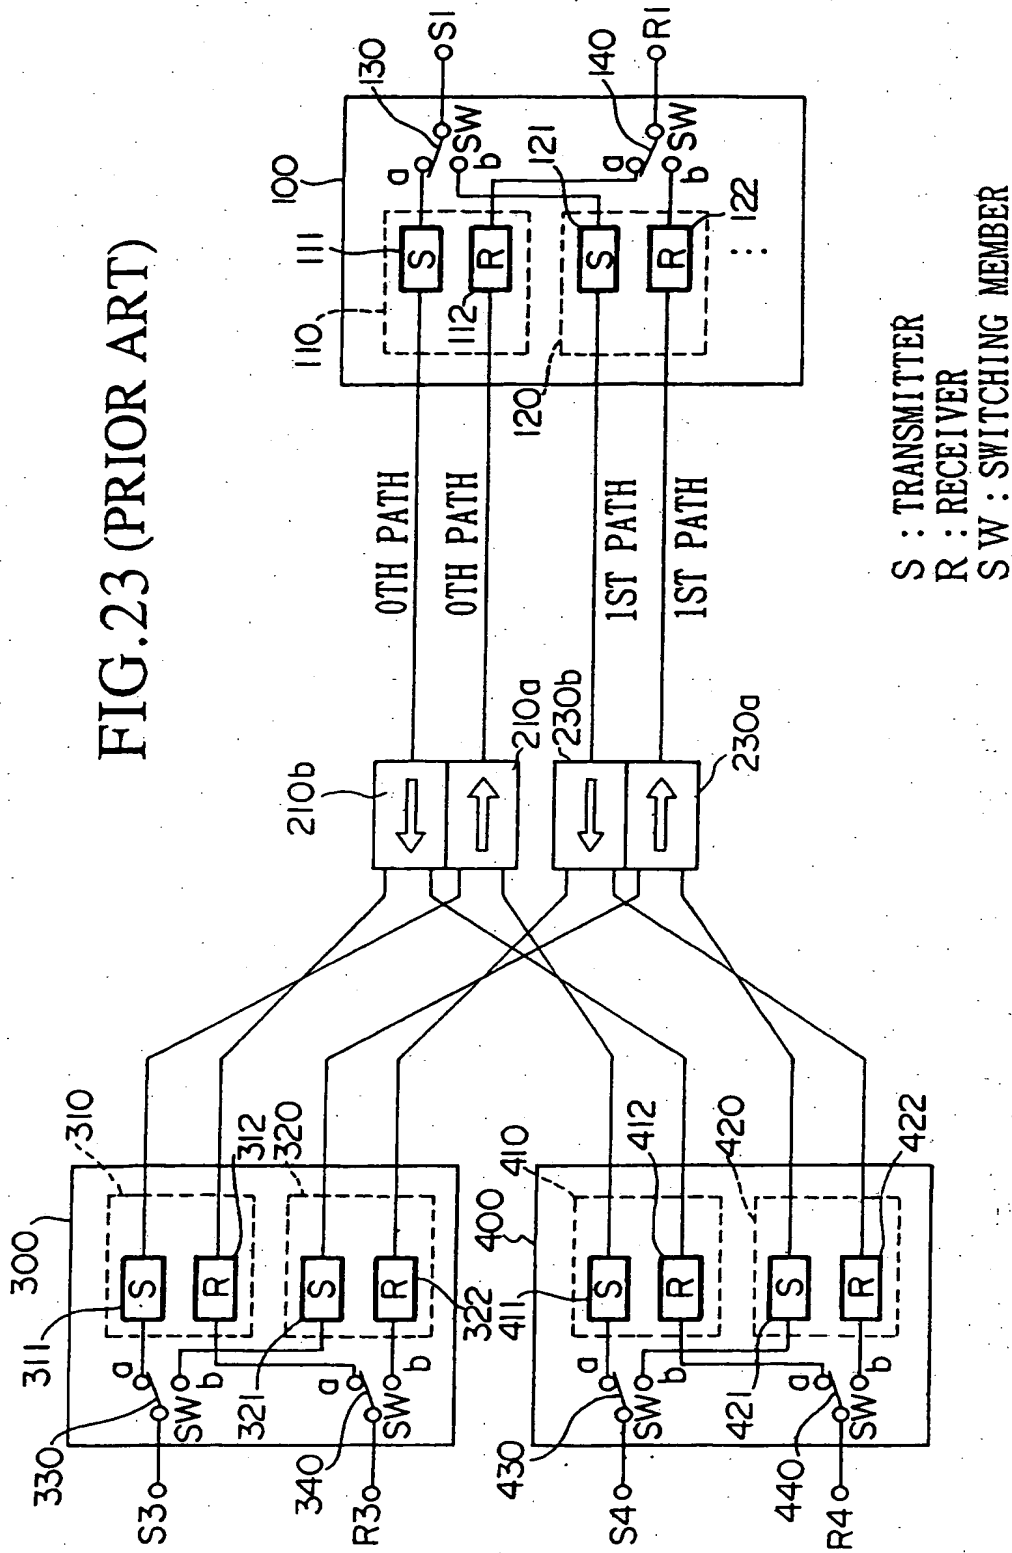 FIG.23 (PRIOR ART)
300
311
310
312
S
R
320
S
R
321
322
330
a
SW
b
340
a
b
SW
S3
R3
400
411
410
412
S
R
420
S
R
421
422
430
a
SW
b
440
a
b
SW
S4
R4
210b
210a
230b
230a
0TH PATH
0TH PATH
1ST PATH
1ST PATH
100
110
111
S
R
112
120
121
S
R
122
a
SW
b
130
S1
a
SW
b
140
R1
S : TRANSMITTER
R : RECEIVER
S W : SWITCHING MEMBER